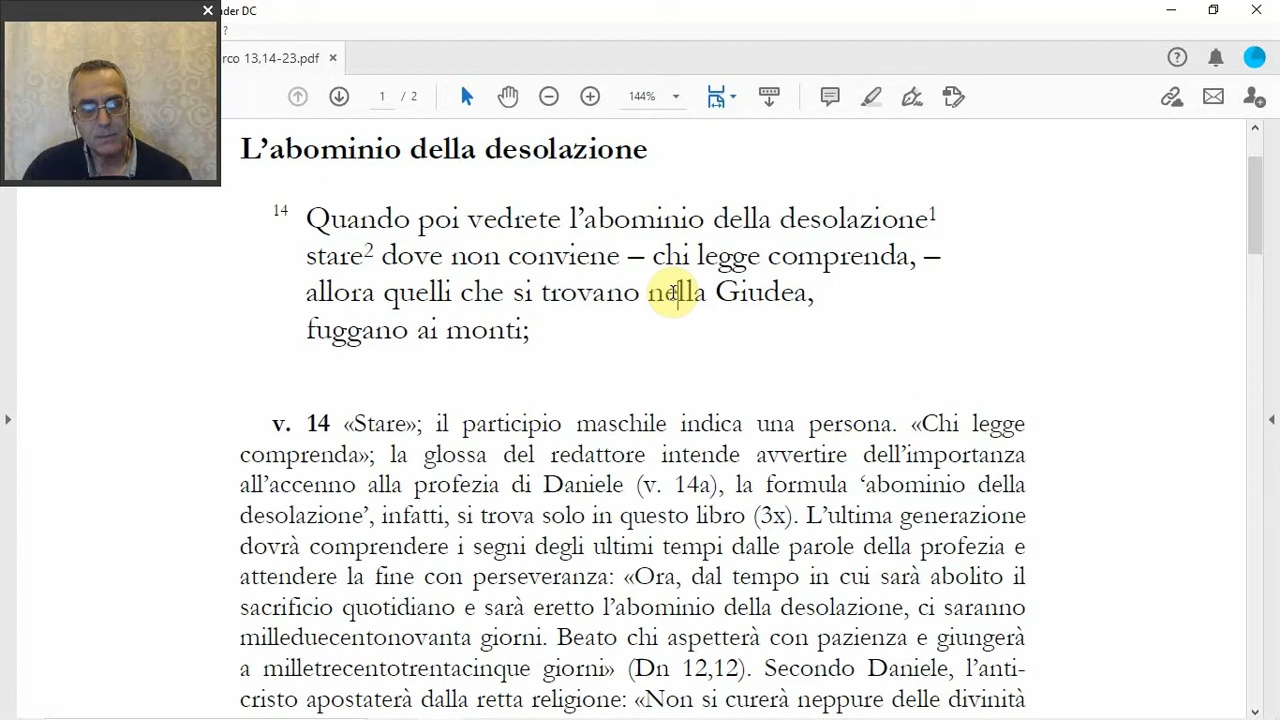 der DC
?
rco 13,14-23.pdf
1 / 2
144%
L'abominio della desolazione
14 Quando poi vedrete l'abominio della desolazione1
stare2 dove non conviene – chi legge comprenda, –
allora quelli che si trovano nella Giudea,
fuggano ai monti;
v. 14 «Stare»; il participio maschile indica una persona. «Chi legge
comprenda»; la glossa del redattore intende avvertire dell'importanza
all'accenno alla profezia di Daniele (v. 14a), la formula 'abominio della
desolazione', infatti, si trova solo in questo libro (3x). L'ultima generazione
dovrà comprendere i segni degli ultimi tempi dalle parole della profezia e
attendere la fine con perseveranza: «Ora, dal tempo in cui sarà abolito il
sacrificio quotidiano e sarà eretto l'abominio della desolazione, ci saranno
milleduecentonovanta giorni. Beato chi aspetterà con pazienza e giungerà
a milletrecentotrentacinque giorni» (Dn 12,12). Secondo Daniele, l'anti-
cristo apostaterà dalla retta religione: «Non si curerà neppure delle divinità